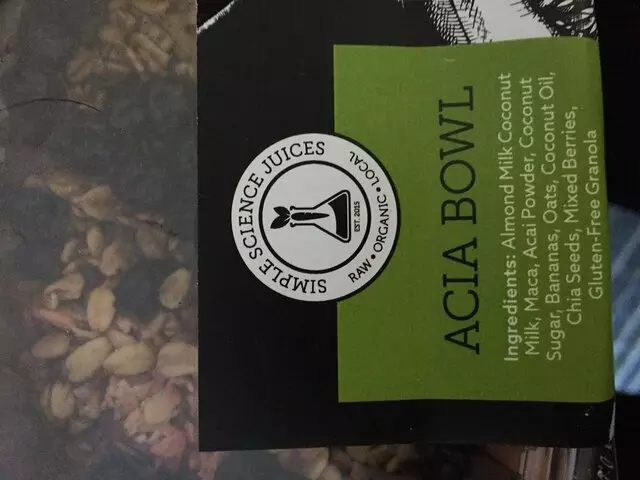 SIMPLE SCIENCE JUICES
EST. 2015
RAW • ORGANIC • LOCAL
ACIA BOWL
Ingredients: Almond Milk Coconut
Milk, Maca, Acai Powder, Coconut
Sugar, Bananas, Oats, Coconut Oil,
Chia Seeds, Mixed Berries,
Gluten-Free Granola